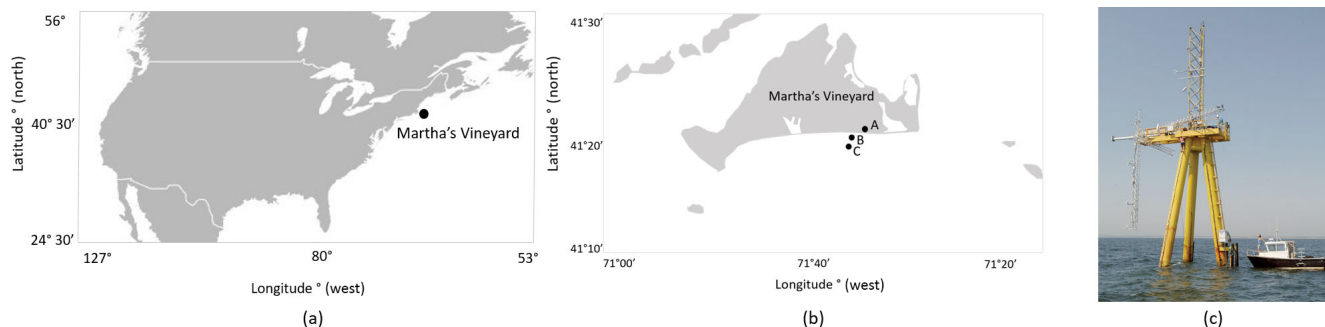 56°
40° 30′
24° 30′
Latitude ° (north)
Martha's Vineyard
127°
80°
53°
Longitude ° (west)
(a)
41°30′
41°20′
41°10′
Latitude ° (north)
Martha's Vineyard
A
B
C
71°00′
71°40′
71°20′
Longitude ° (west)
(b)
(c)